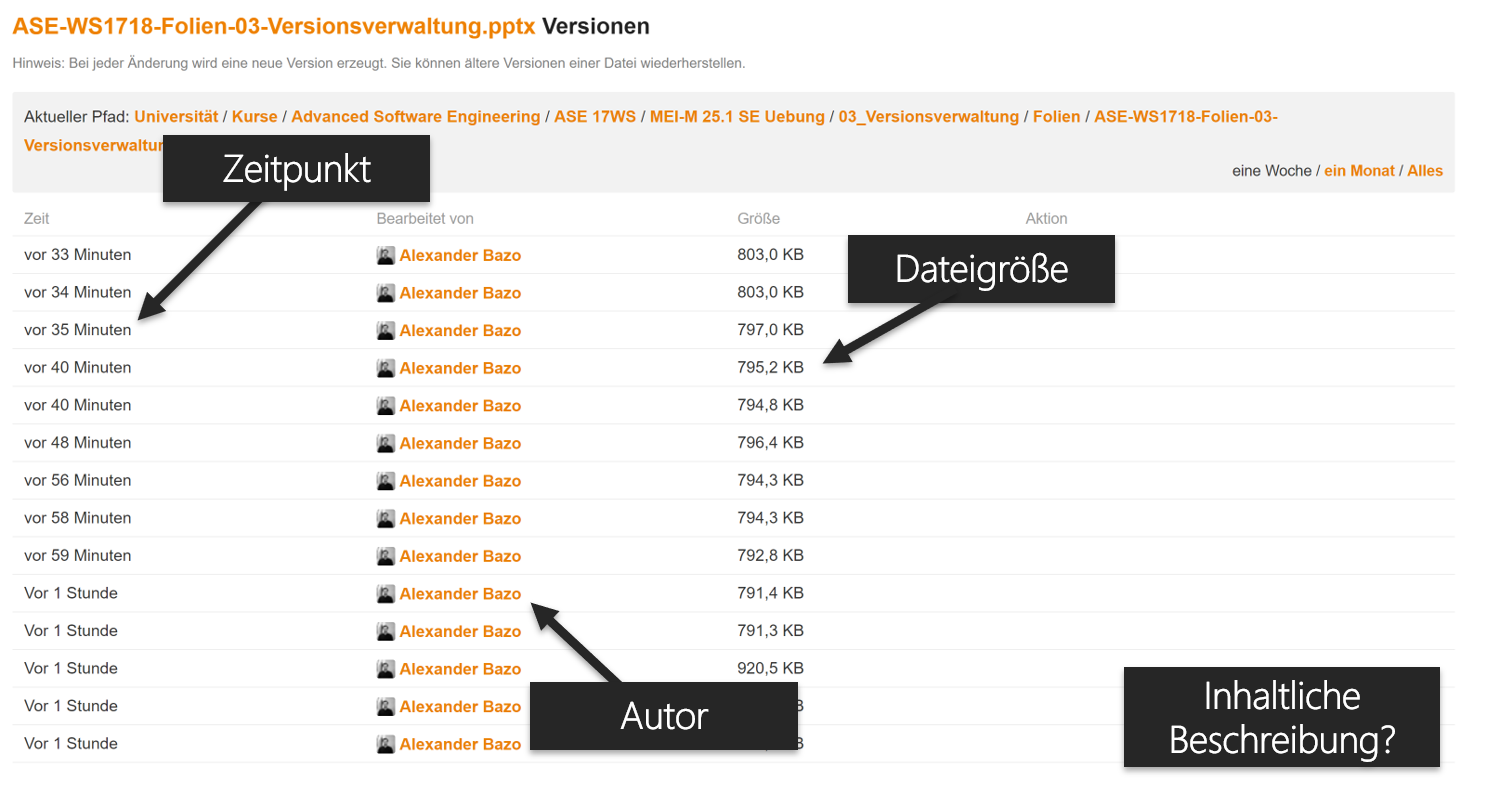 ASE-WS1718-Folien-03-Versionsverwaltung.pptx Versionen
Hinweis: Bei jeder Änderung wird eine neue Version erzeugt. Sie können ältere Versionen einer Datei wiederherstellen.
Aktueller Pfad: Universität / Kurse / Advanced Software Engineering / ASE 17WS / MEI-M 25.1 SE Uebung / 03_Versionsverwaltung / Folien / ASE-WS1718-Folien-03-
Zeitpunkt
eine Woche / ein Monat / Alles
Zeit Bearbeitet von Größe Aktion
vor 33 Minuten Alexander Bazo 803,0 KB
Dateigröße
vor 34 Minuten Alexander Bazo 803,0 KB
vor 35 Minuten Alexander Bazo 797,0 KB
vor 40 Minuten Alexander Bazo 795,2 KB
vor 40 Minuten Alexander Bazo 794,8 KB
vor 48 Minuten Alexander Bazo 796,4 KB
vor 56 Minuten Alexander Bazo 794,3 KB
vor 58 Minuten Alexander Bazo 794,3 KB
vor 59 Minuten Alexander Bazo 792,8 KB
Vor 1 Stunde Alexander Bazo 791,4 KB
Vor 1 Stunde Alexander Bazo 791,3 KB
Vor 1 Stunde Alexander Bazo 920,5 KB
Vor 1 Stunde Alexander Bazo
Autor
Vor 1 Stunde Alexander Bazo
Inhaltliche
Beschreibung?